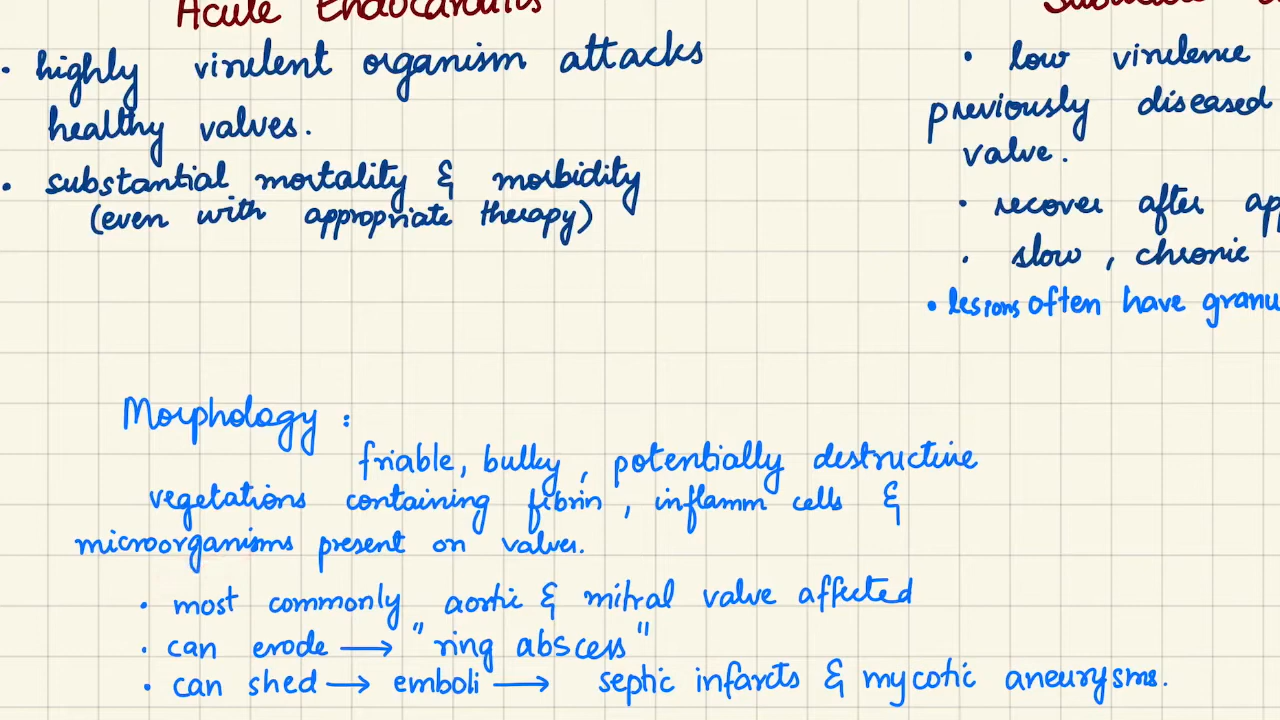 Acute Endocarditis
• highly virulent organism attacks
healthy valves.
• substantial mortality & morbidity
(even with appropriate therapy)
• low virulence
previously diseased
valve.
• recover after
• slow, chronic
• lesions often have
Morphology :
friable, bulky, potentially destructive
vegetations containing fibrin, inflamm cells &
microorganisms present on valves.
• most commonly aortic & mitral valve affected
• can erode → "ring abscess"
• can shed → emboli → septic infarcts & mycotic aneurysms.